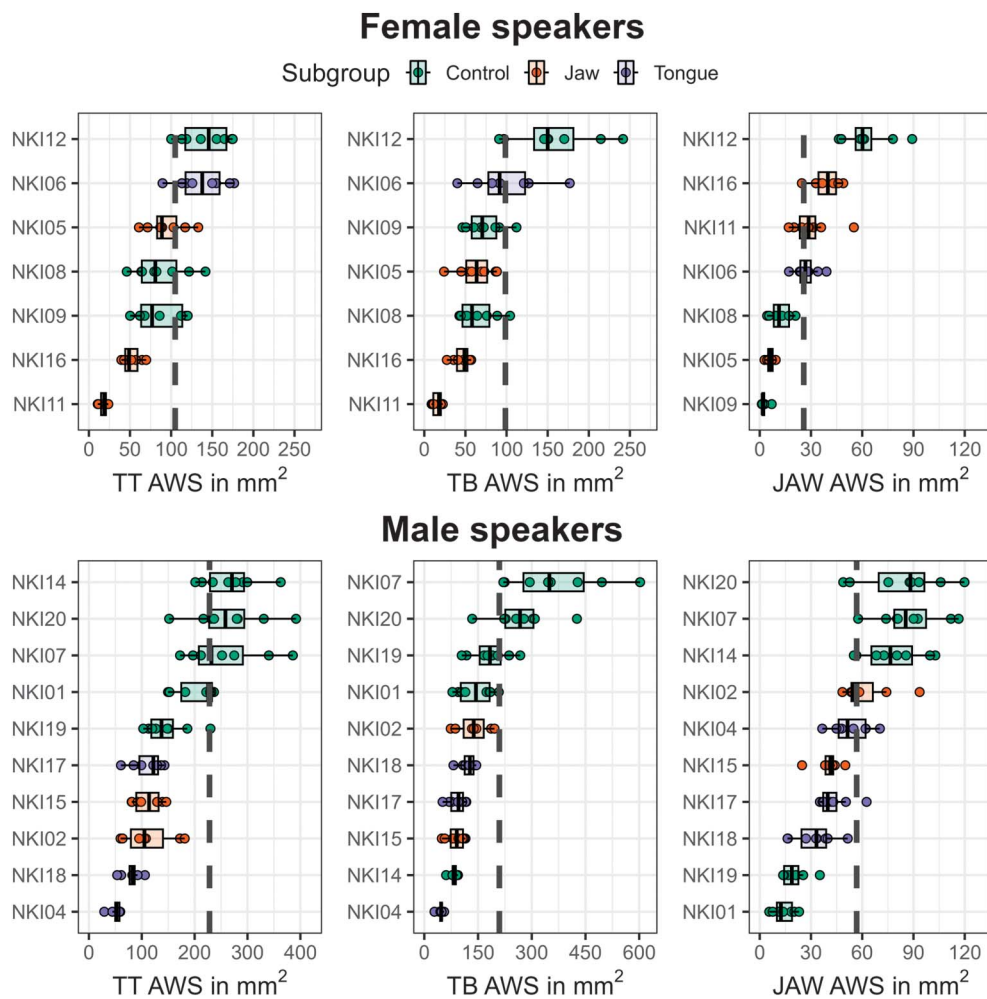 Female speakers
Subgroup Control Jaw Tongue
NKI12
NKI06
NKI05
NKI08
NKI09
NKI16
NKI11
0 50 100 150 200 250
TT AWS in mm²
NKI12
NKI06
NKI09
NKI05
NKI08
NKI16
NKI11
0 50 100 150 200 250
TB AWS in mm²
NKI12
NKI16
NKI11
NKI06
NKI08
NKI05
NKI09
0 30 60 90 120
JAW AWS in mm²
Male speakers
NKI14
NKI20
NKI07
NKI01
NKI19
NKI17
NKI15
NKI02
NKI18
NKI04
0 100 200 300 400
TT AWS in mm²
NKI07
NKI20
NKI19
NKI01
NKI02
NKI18
NKI17
NKI15
NKI14
NKI04
0 150 300 450 600
TB AWS in mm²
NKI20
NKI07
NKI14
NKI02
NKI04
NKI15
NKI17
NKI18
NKI19
NKI01
0 30 60 90 120
JAW AWS in mm²